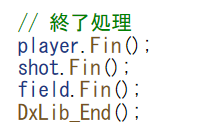 // 終了処理
player.Fin();
shot.Fin();
field.Fin();
DxLib_End();